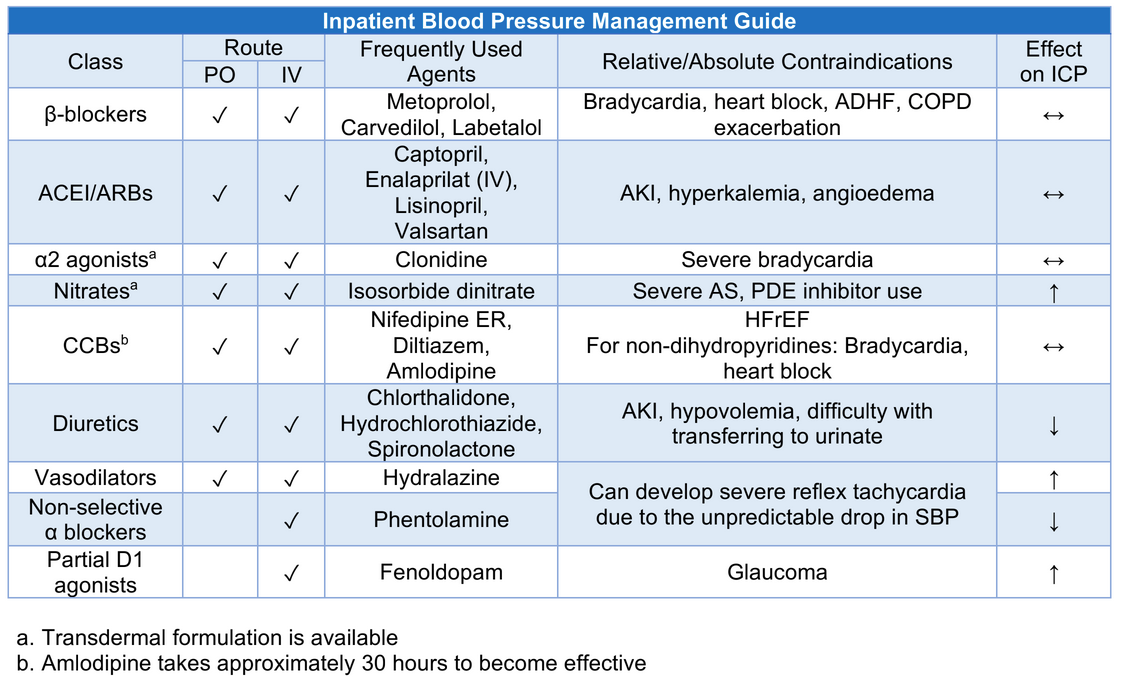 Inpatient Blood Pressure Management Guide
Class
Route
PO
IV
Frequently Used
Agents
Relative/Absolute Contraindications
Effect
on ICP
β-blockers
✓
✓
Metoprolol,
Carvedilol, Labetalol
Bradycardia, heart block, ADHF, COPD
exacerbation
↔
ACEI/ARBs
✓
✓
Captopril,
Enalaprilat (IV),
Lisinopril,
Valsartan
AKI, hyperkalemia, angioedema
↔
α2 agonistsᵃ
✓
✓
Clonidine
Severe bradycardia
↔
Nitratesᵃ
✓
✓
Isosorbide dinitrate
Severe AS, PDE inhibitor use
↑
CCBsᵇ
✓
✓
Nifedipine ER,
Diltiazem,
Amlodipine
HFrEF
For non-dihydropyridines: Bradycardia,
heart block
↔
Diuretics
✓
✓
Chlorthalidone,
Hydrochlorothiazide,
Spironolactone
AKI, hypovolemia, difficulty with
transferring to urinate
↓
Vasodilators
✓
✓
Hydralazine
Can develop severe reflex tachycardia
due to the unpredictable drop in SBP
↑
Non-selective
α blockers
✓
Phentolamine
↓
Partial D1
agonists
✓
Fenoldopam
Glaucoma
↑
a. Transdermal formulation is available
b. Amlodipine takes approximately 30 hours to become effective